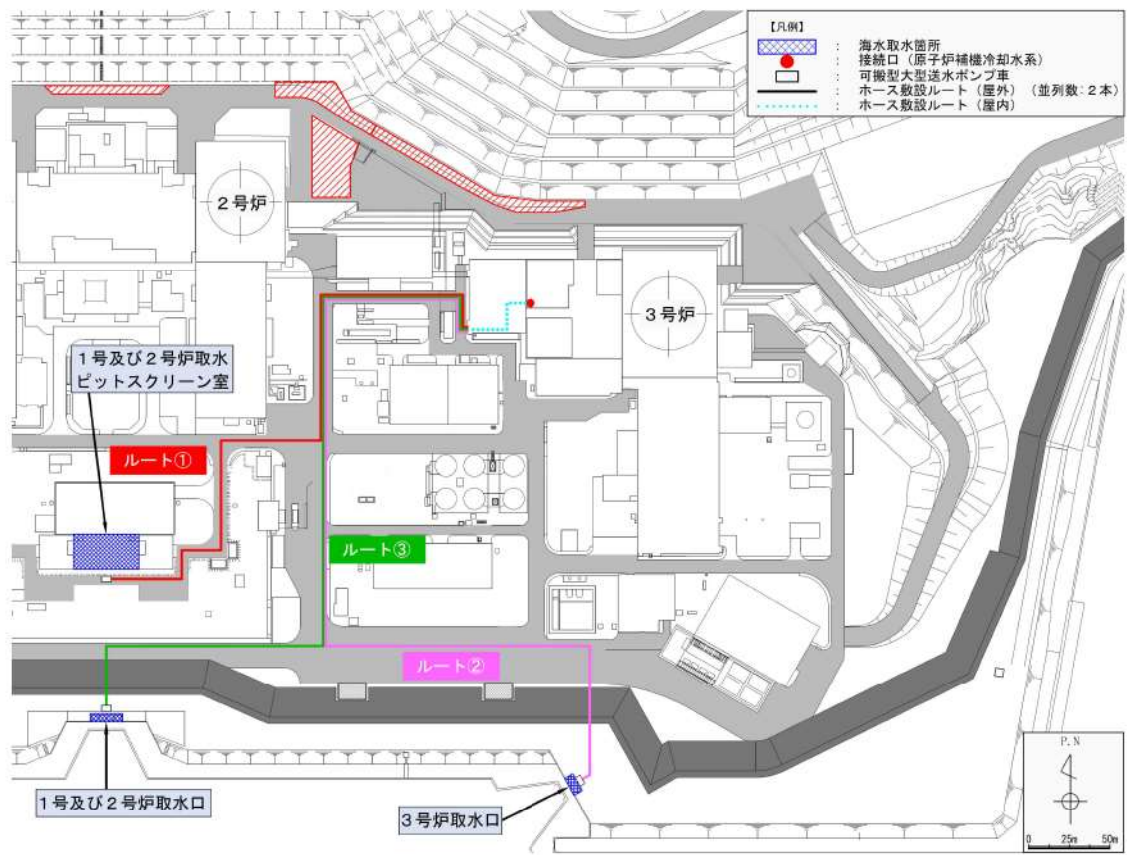 【凡例】
： 海水取水箇所
： 接続口（原子炉補機冷却水系）
： 可搬型大型送水ポンプ車
： ホース敷設ルート（屋外）（並列数：２本）
： ホース敷設ルート（屋内）
２号炉
３号炉
１号及び２号炉取水
ピットスクリーン室
ルート①
ルート③
ルート②
１号及び２号炉取水口
３号炉取水口
P.N
0 25m 50m